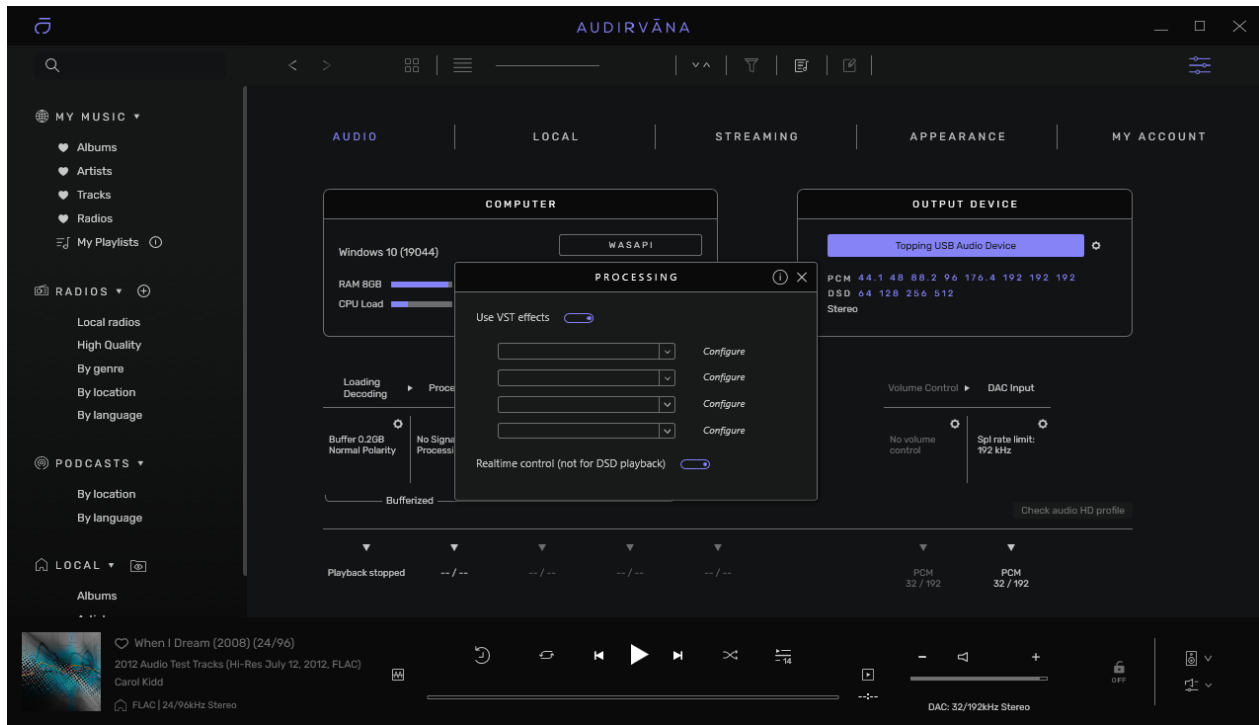 AUDIRVĀNA
MY MUSIC
Albums
Artists
Tracks
Radios
My Playlists
RADIOS
Local radios
High Quality
By genre
By location
By language
PODCASTS
By location
By language
LOCAL
Albums
AUDIO
LOCAL
STREAMING
APPEARANCE
MY ACCOUNT
COMPUTER
Windows 10 (19044)
WASAPI
RAM 8GB
CPU Load
OUTPUT DEVICE
Topping USB Audio Device
PCM 44.1 48 88.2 96 176.4 192 192 192
DSD 64 128 256 512
Stereo
PROCESSING
Use VST effects
Configure
Configure
Configure
Configure
Realtime control (not for DSD playback)
Loading
Decoding
Buffer 0.2GB
Normal Polarity
No
Bufferized
Volume Control
DAC Input
No volume
control
Spl rate limit:
192 kHz
Check audio HD profile
Playback stopped
--/--
--/--
--/--
--/--
PCM
32/192
PCM
32/192
When I Dream (2008) (24/96)
2012 Audio Test Tracks (Hi-Res July 12, 2012, FLAC)
Carol Kidd
FLAC | 24/96kHz Stereo
14
--:--
DAC: 32/192kHz Stereo
OFF